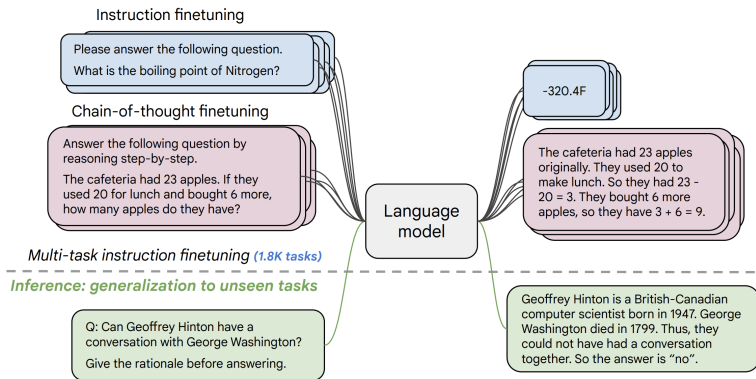 Instruction finetuning
Please answer the following question.
What is the boiling point of Nitrogen?
-320.4F
Chain-of-thought finetuning
Answer the following question by
reasoning step-by-step.
The cafeteria had 23 apples. If they
used 20 for lunch and bought 6 more,
how many apples do they have?
Language
model
The cafeteria had 23 apples
originally. They used 20 to
make lunch. So they had 23 -
20 = 3. They bought 6 more
apples, so they have 3 + 6 = 9.
Multi-task instruction finetuning (1.8K tasks)
Inference: generalization to unseen tasks
Q: Can Geoffrey Hinton have a
conversation with George Washington?
Give the rationale before answering.
Geoffrey Hinton is a British-Canadian
computer scientist born in 1947. George
Washington died in 1799. Thus, they
could not have had a conversation
together. So the answer is “no”.